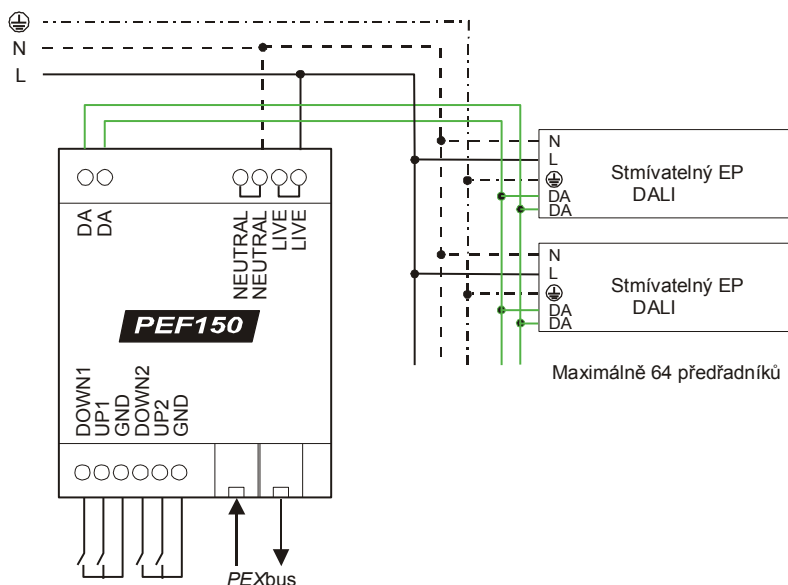 N
L
N
L
DA
DA
Stmívatelný EP
DALI
DA
DA
NEUTRAL
NEUTRAL
LIVE
LIVE
N
L
DA
DA
Stmívatelný EP
DALI
PEF150
Maximálně 64 předřadníků
DOWN1
UP1
GND
DOWN2
UP2
GND
PEXbus